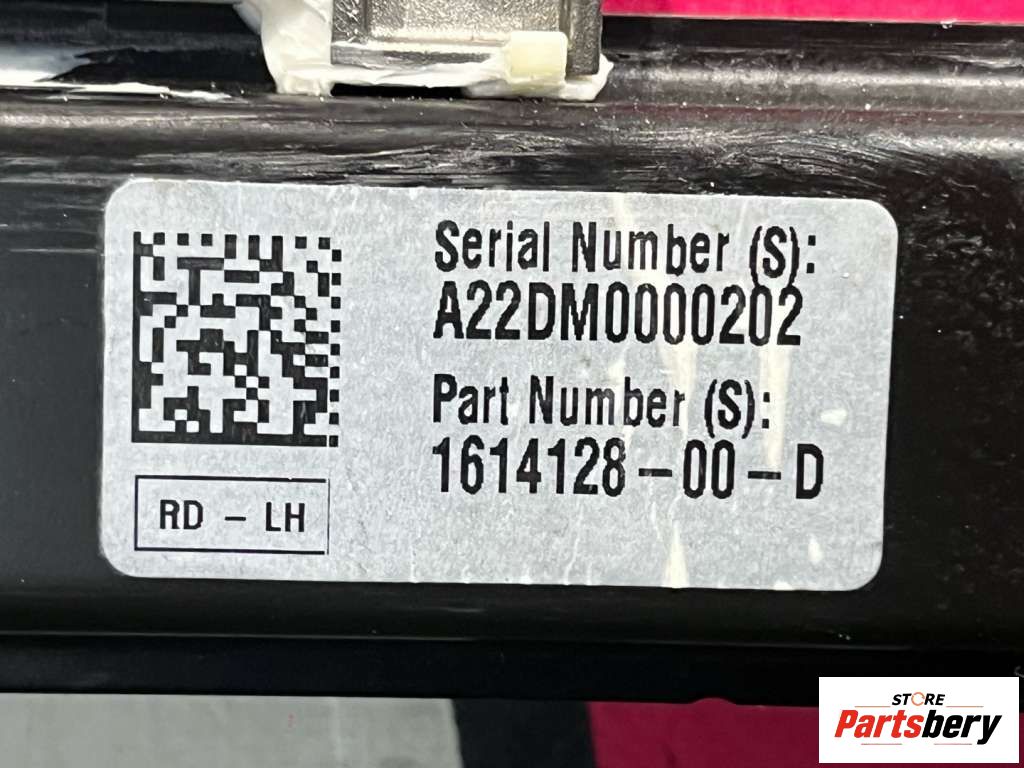 Serial Number (S):
A22DM0000202
Part Number (S):
1614128-00-D
RD - LH
STORE
Partsbery